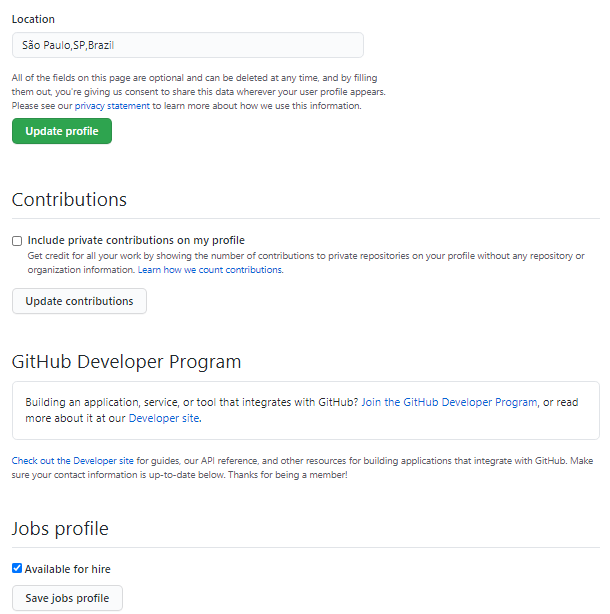 Location
São Paulo,SP,Brazil
All of the fields on this page are optional and can be deleted at any time, and by filling
them out, you're giving us consent to share this data wherever your user profile appears.
Please see our privacy statement to learn more about how we use this information.
Update profile
Contributions
Include private contributions on my profile
Get credit for all your work by showing the number of contributions to private repositories on your profile without any repository or
organization information. Learn how we count contributions.
Update contributions
GitHub Developer Program
Building an application, service, or tool that integrates with GitHub? Join the GitHub Developer Program, or read
more about it at our Developer site.
Check out the Developer site for guides, our API reference, and other resources for building applications that integrate with GitHub. Make
sure your contact information is up-to-date below. Thanks for being a member!
Jobs profile
Available for hire
Save jobs profile